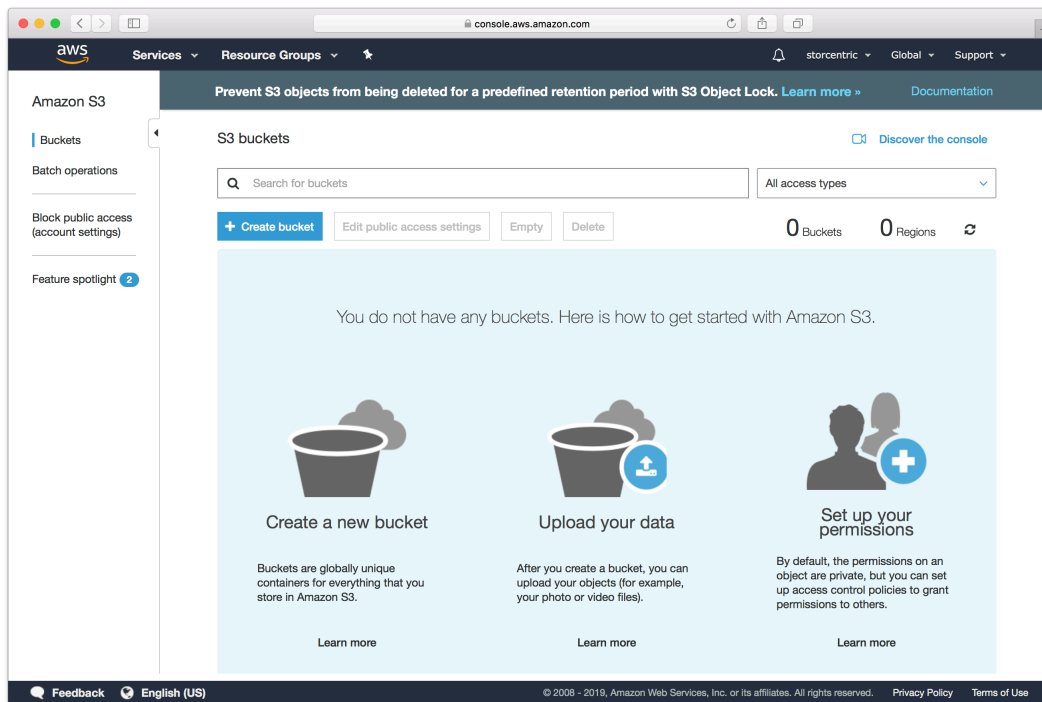 console.aws.amazon.com
aws
Services
Resource Groups
storcentric
Global
Support
Amazon S3
Prevent S3 objects from being deleted for a predefined retention period with S3 Object Lock. Learn more »
Documentation
Buckets
Batch operations
Block public access
(account settings)
Feature spotlight 2
S3 buckets
Discover the console
Search for buckets
All access types
Create bucket
Edit public access settings
Empty
Delete
0 Buckets
0 Regions
You do not have any buckets. Here is how to get started with Amazon S3.
Create a new bucket
Buckets are globally unique
containers for everything that you
store in Amazon S3.
Learn more
Upload your data
After you create a bucket, you can
upload your objects (for example,
your photo or video files).
Learn more
Set up your
permissions
By default, the permissions on an
object are private, but you can set
up access control policies to grant
permissions to others.
Learn more
Feedback
English (US)
© 2008 - 2019, Amazon Web Services, Inc. or its affiliates. All rights reserved.
Privacy Policy
Terms of Use